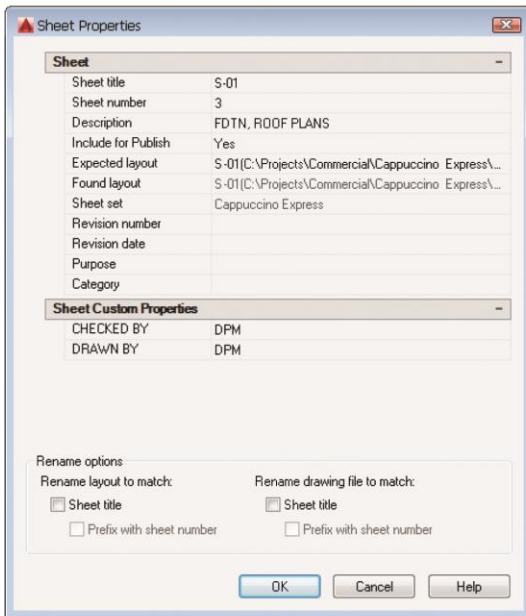 Sheet Properties
Sheet
Sheet title S-01
Sheet number 3
Description FDTN, ROOF PLANS
Include for Publish Yes
Expected layout S-01(C:\Projects\Commercial\Cappuccino Express\...
Found layout S-01(C:\Projects\Commercial\Cappuccino Express\...
Sheet set Cappuccino Express
Revision number
Revision date
Purpose
Category
Sheet Custom Properties
CHECKED BY DPM
DRAWN BY DPM
Rename options
Rename layout to match: Rename drawing file to match:
Sheet title Sheet title
Prefix with sheet number Prefix with sheet number
OK Cancel Help